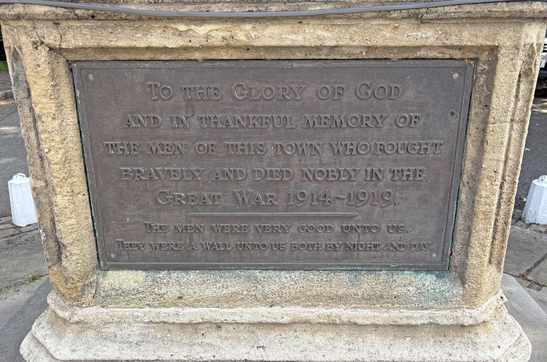 To the Glory of God
and in thankful memory of
the men of this town who fought
bravely and died nobly in the
Great War 1914~1919.
The men were very good unto us.
They were a wall unto us both by night and day.